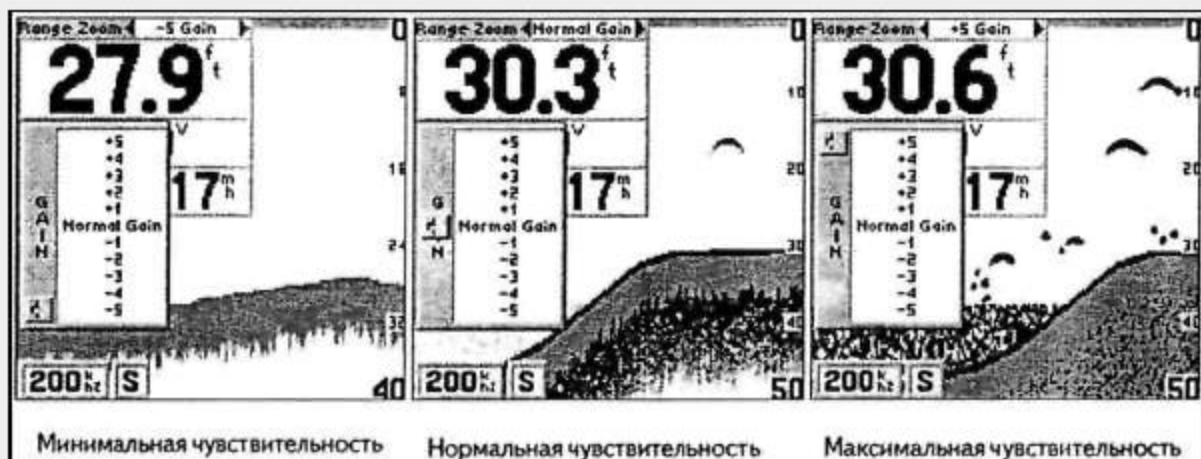 Range Zoom -5 Gain
27.9 ft
0
8
V
+5
+4
+3
+2
+1
Normal Gain
-1
-2
-3
-4
-5
GAIN
17 mh
16
24
32
200 khz S
40
Range Zoom Normal Gain
30.3 ft
0
10
V
+5
+4
+3
+2
+1
Normal Gain
-1
-2
-3
-4
-5
G N
17 mh
20
30
200 khz S
50
Range Zoom +5 Gain
30.6 ft
0
10
V
+5
+4
+3
+2
+1
Normal Gain
-1
-2
-3
-4
-5
GAIN
17 mh
20
30
200 khz S
50
Минимальная чувствительность
Нормальная чувствительность
Максимальная чувствительность